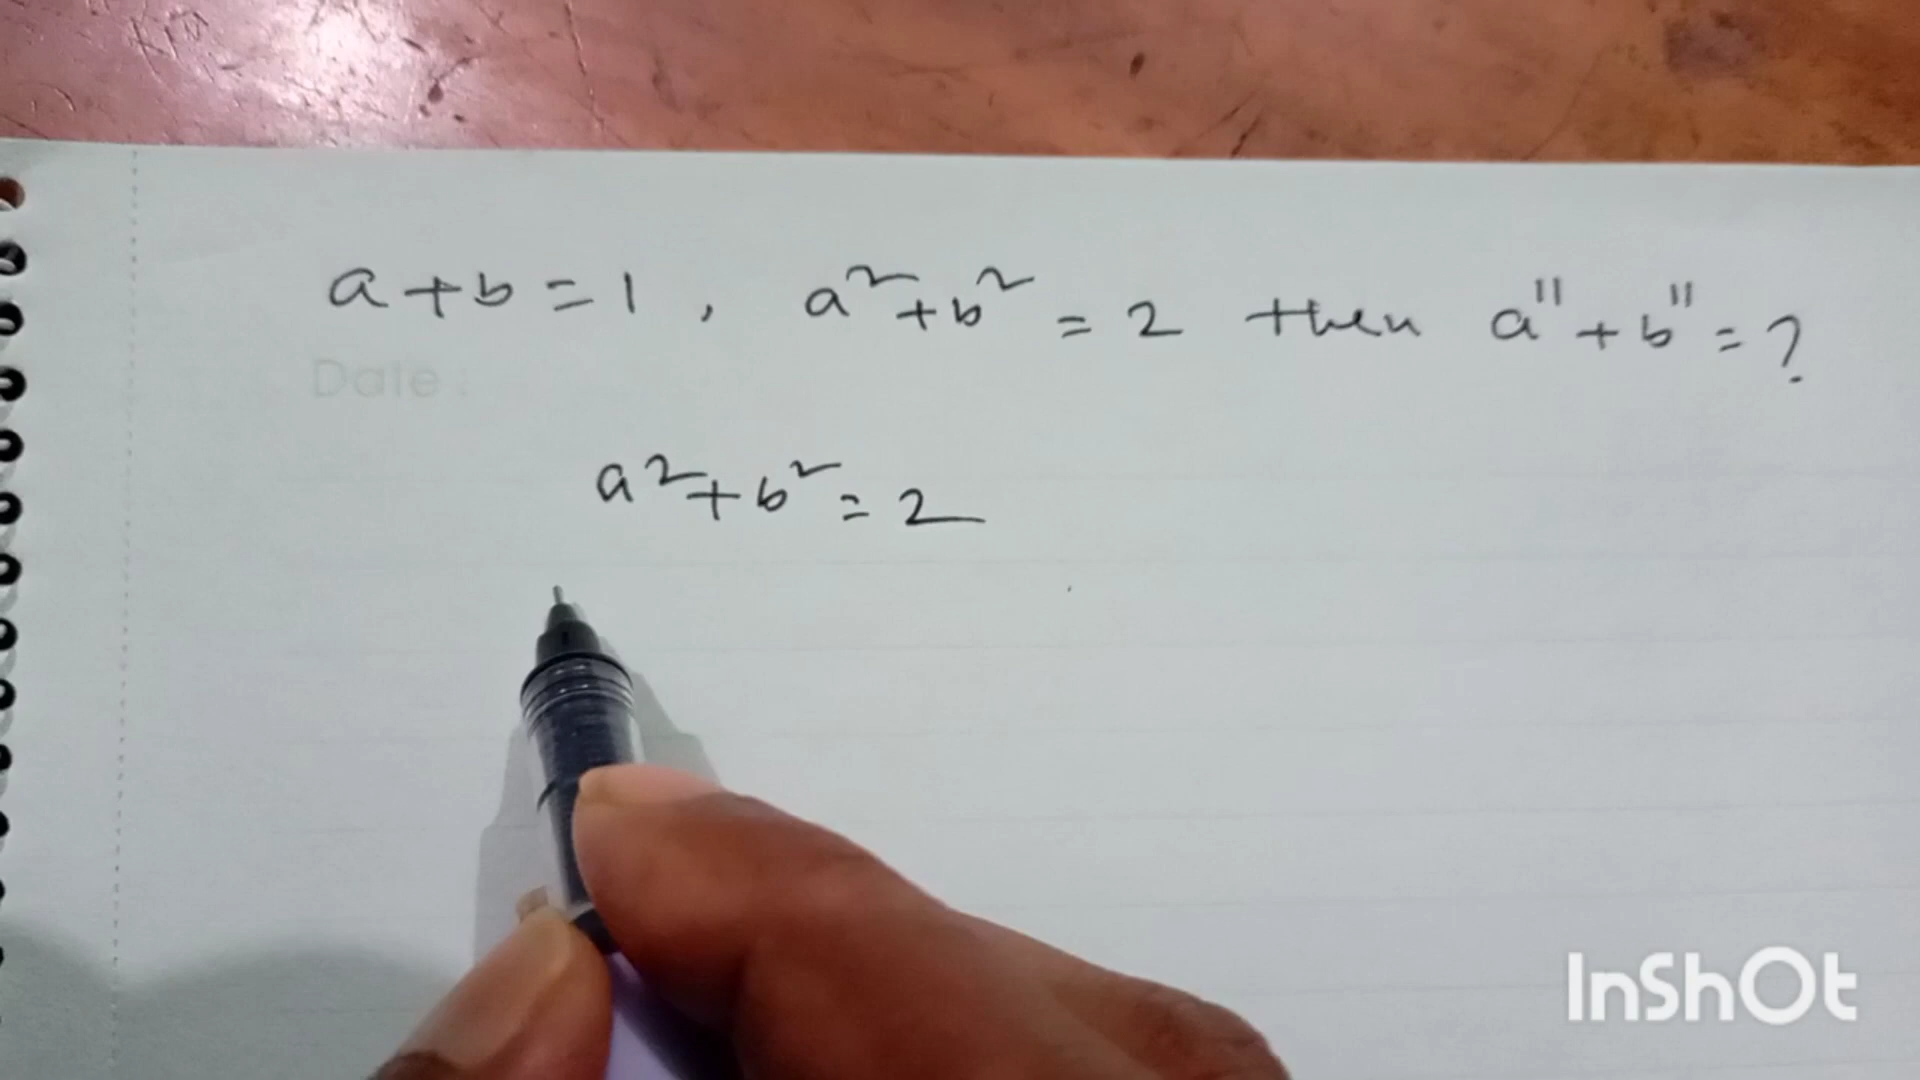 a+b=1, a²+b²=2 then a¹¹+b¹¹=?
Date:
a²+b²=2
InShOt